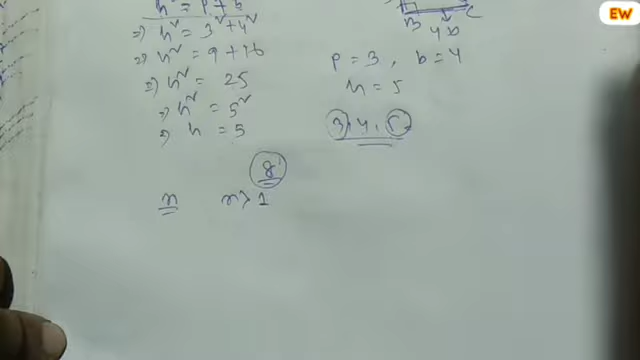 h² = p² + b²
⇒ h² = 3² + 4²
⇒ h² = 9 + 16
⇒ h² = 25
⇒ h² = 5²
⇒ h = 5
B 4 b C
p = 3, b = 4
h = 5
3, 4, 5
8
n n > 1
EW